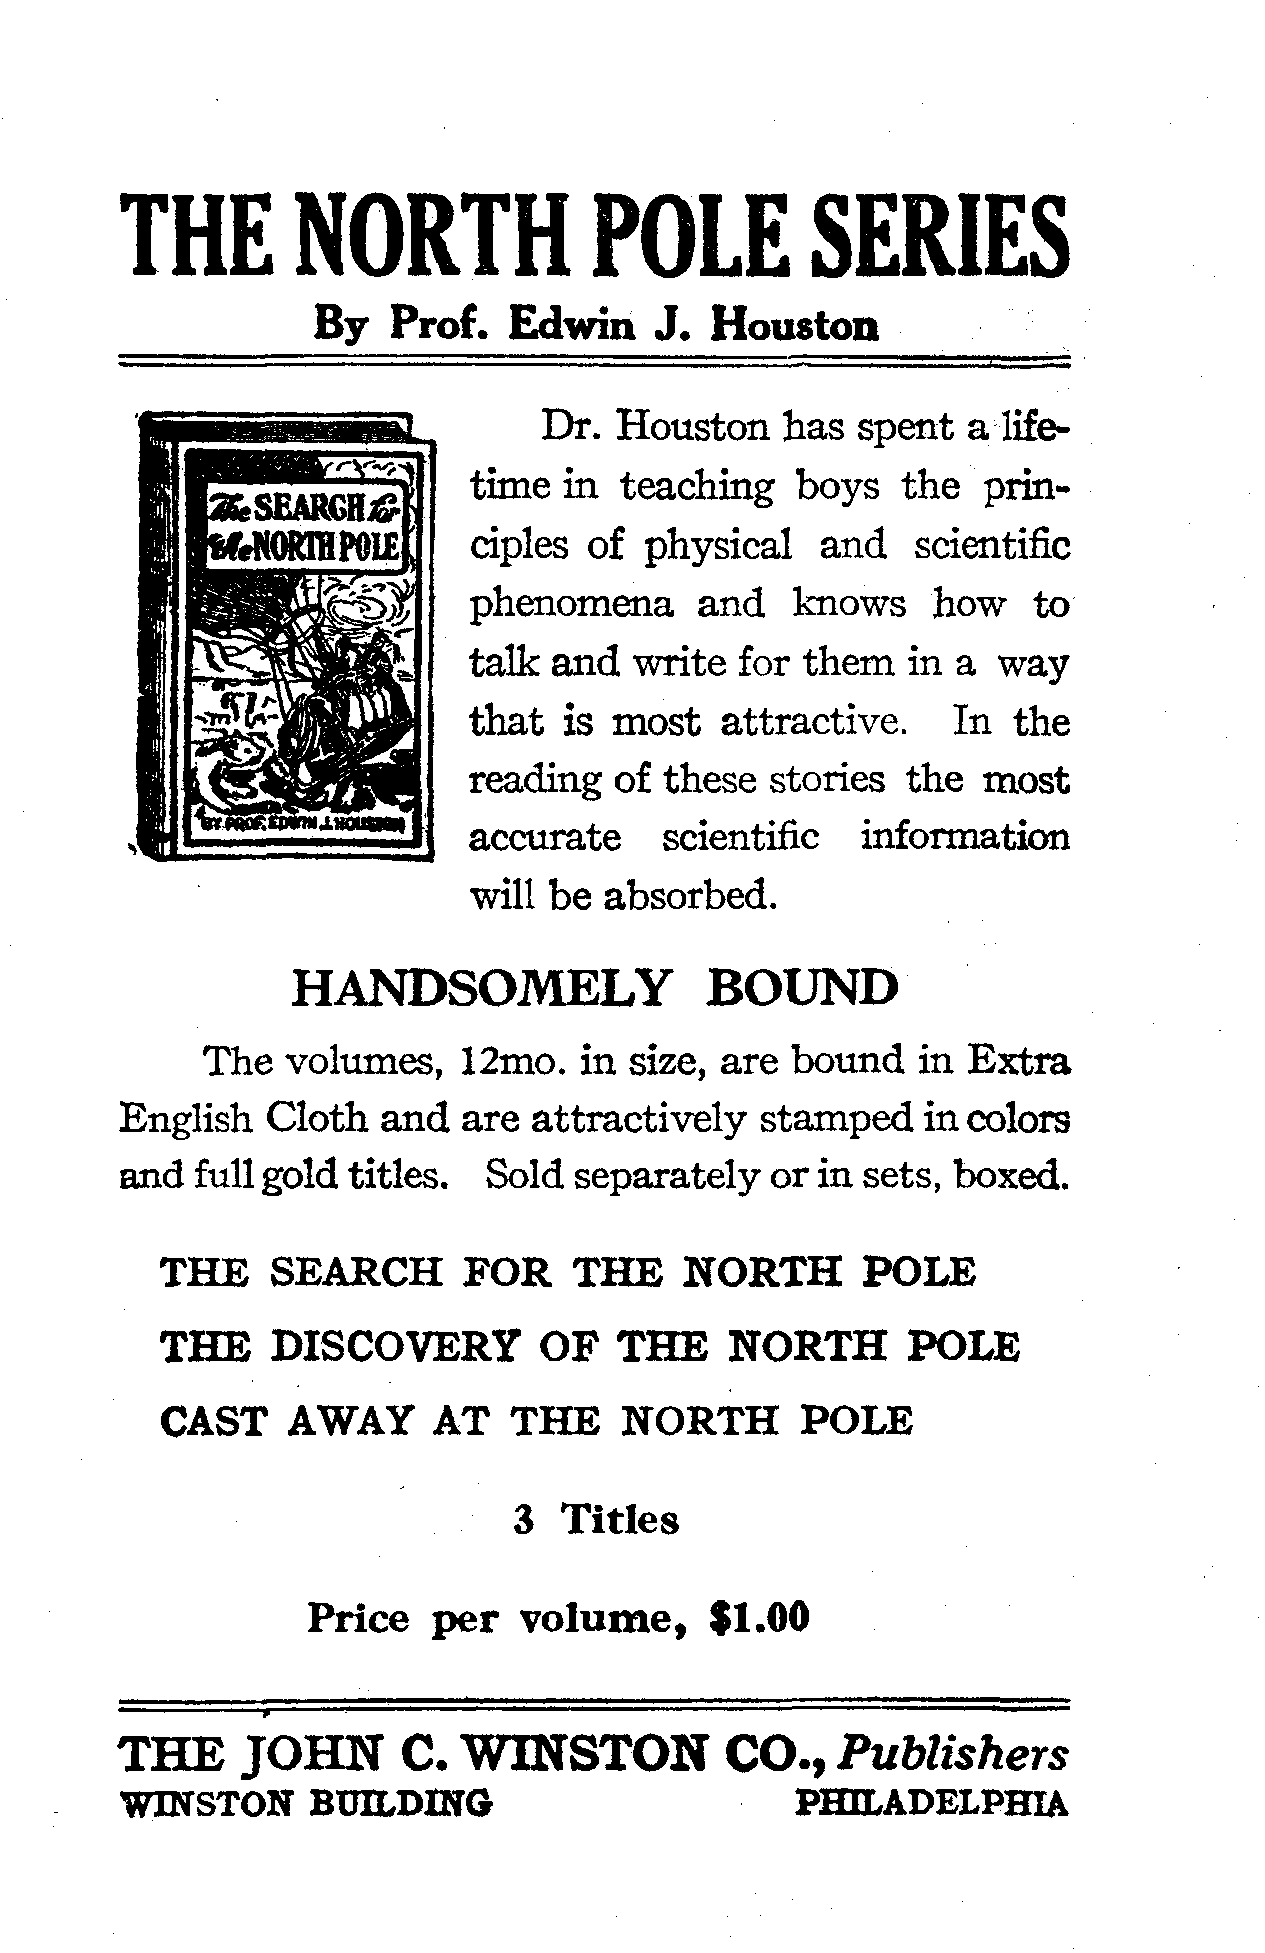 THE NORTH POLE SERIES
By Prof. Edwin J. Houston
The SEARCH for
the NORTH POLE
BY PROF. EDWIN J. HOUSTON
Dr. Houston has spent a life-
time in teaching boys the prin-
ciples of physical and scientific
phenomena and knows how to
talk and write for them in a way
that is most attractive. In the
reading of these stories the most
accurate scientific information
will be absorbed.
HANDSOMELY BOUND
The volumes, 12mo. in size, are bound in Extra
English Cloth and are attractively stamped in colors
and full gold titles. Sold separately or in sets, boxed.
THE SEARCH FOR THE NORTH POLE
THE DISCOVERY OF THE NORTH POLE
CAST AWAY AT THE NORTH POLE
3 Titles
Price per volume, $1.00
THE JOHN C. WINSTON CO., Publishers
WINSTON BUILDING PHILADELPHIA